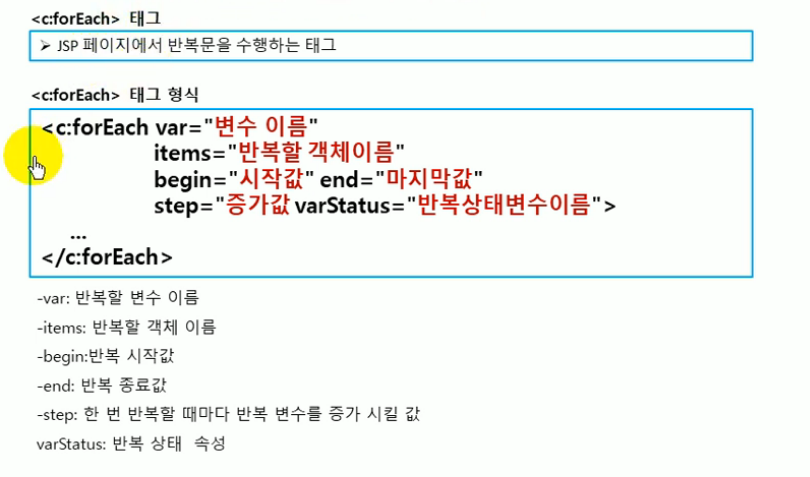 <c:forEach> 태그
➢ JSP 페이지에서 반복문을 수행하는 태그
<c:forEach> 태그 형식
<c:forEach var="변수 이름"
items="반복할 객체이름"
begin="시작값" end="마지막값"
step="증가값 varStatus="반복상태변수이름">
...
</c:forEach>
-var: 반복할 변수 이름
-items: 반복할 객체 이름
-begin:반복 시작값
-end: 반복 종료값
-step: 한 번 반복할 때마다 반복 변수를 증가 시킬 값
varStatus: 반복 상태 속성